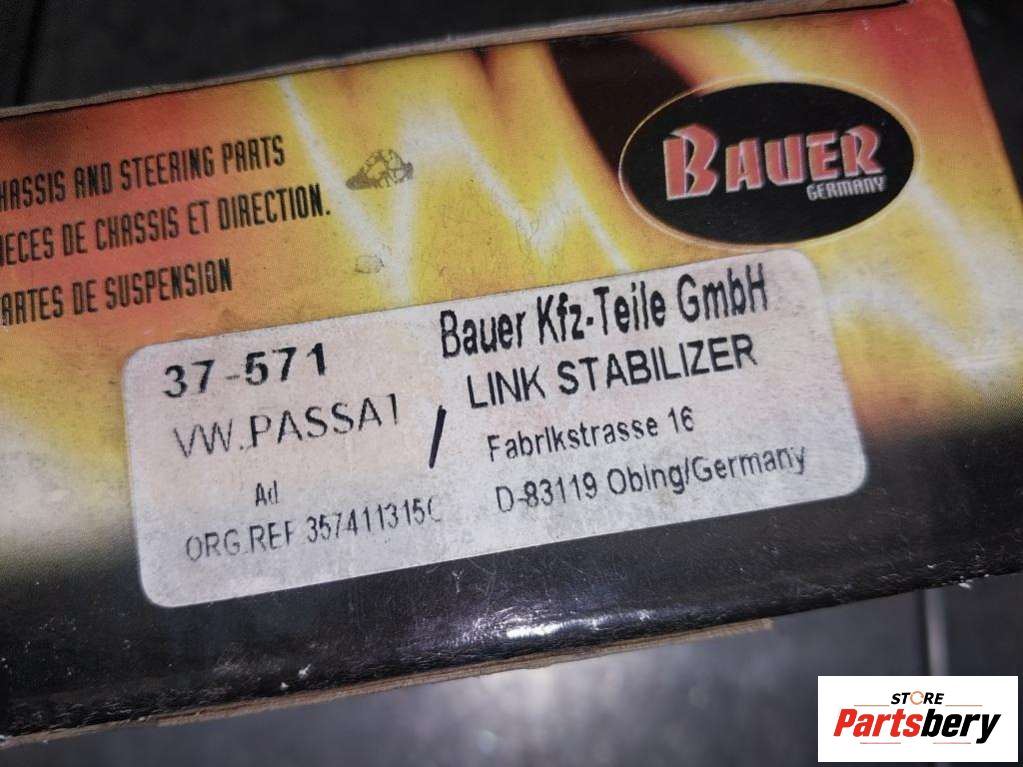 HASSIS AND STEERING PARTS
IECES DE CHASSIS ET DIRECTION.
ARTES DE SUSPENSION
BAUER
GERMANY
37-571
VW.PASSAT /
Ad
ORG.REF 357411315C
Bauer Kfz-Teile GmbH
LINK STABILIZER
Fabrikstrasse 16
D-83119 Obing/Germany
STORE
Partsbery